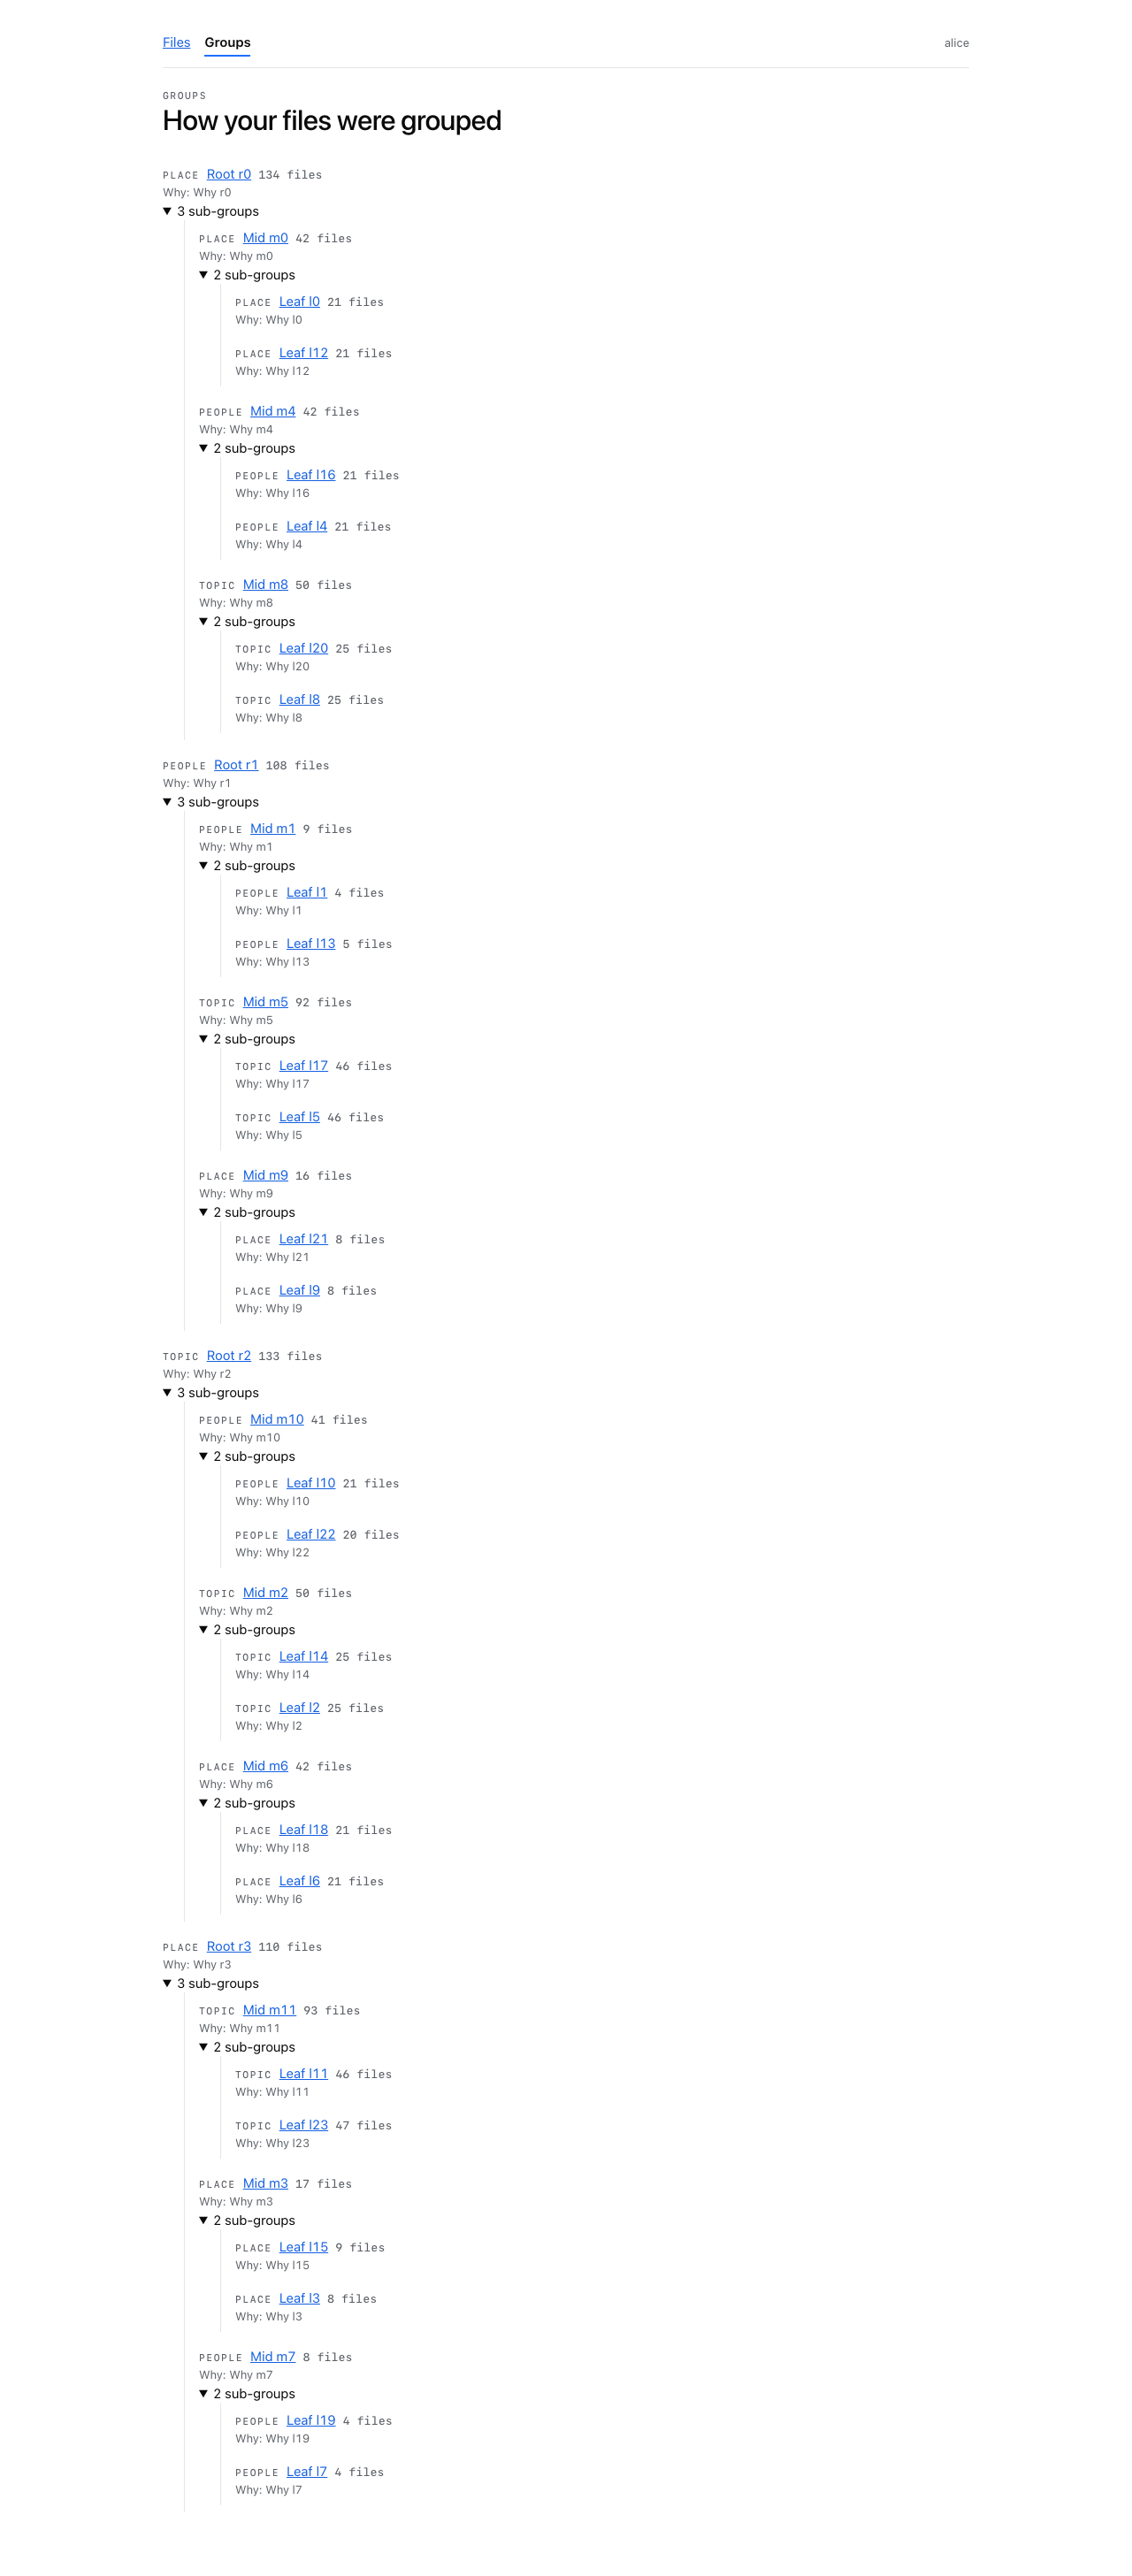 Files Groups alice
GROUPS
How your files were grouped
PLACE Root r0 134 files
Why: Why r0
▼ 3 sub-groups
PLACE Mid m0 42 files
Why: Why m0
▼ 2 sub-groups
PLACE Leaf l0 21 files
Why: Why l0
PLACE Leaf l12 21 files
Why: Why l12
PEOPLE Mid m4 42 files
Why: Why m4
▼ 2 sub-groups
PEOPLE Leaf l16 21 files
Why: Why l16
PEOPLE Leaf l4 21 files
Why: Why l4
TOPIC Mid m8 50 files
Why: Why m8
▼ 2 sub-groups
TOPIC Leaf l20 25 files
Why: Why l20
TOPIC Leaf l8 25 files
Why: Why l8
PEOPLE Root r1 108 files
Why: Why r1
▼ 3 sub-groups
PEOPLE Mid m1 9 files
Why: Why m1
▼ 2 sub-groups
PEOPLE Leaf l1 4 files
Why: Why l1
PEOPLE Leaf l13 5 files
Why: Why l13
TOPIC Mid m5 92 files
Why: Why m5
▼ 2 sub-groups
TOPIC Leaf l17 46 files
Why: Why l17
TOPIC Leaf l5 46 files
Why: Why l5
PLACE Mid m9 16 files
Why: Why m9
▼ 2 sub-groups
PLACE Leaf l21 8 files
Why: Why l21
PLACE Leaf l9 8 files
Why: Why l9
TOPIC Root r2 133 files
Why: Why r2
▼ 3 sub-groups
PEOPLE Mid m10 41 files
Why: Why m10
▼ 2 sub-groups
PEOPLE Leaf l10 21 files
Why: Why l10
PEOPLE Leaf l22 20 files
Why: Why l22
TOPIC Mid m2 50 files
Why: Why m2
▼ 2 sub-groups
TOPIC Leaf l14 25 files
Why: Why l14
TOPIC Leaf l2 25 files
Why: Why l2
PLACE Mid m6 42 files
Why: Why m6
▼ 2 sub-groups
PLACE Leaf l18 21 files
Why: Why l18
PLACE Leaf l6 21 files
Why: Why l6
PLACE Root r3 110 files
Why: Why r3
▼ 3 sub-groups
TOPIC Mid m11 93 files
Why: Why m11
▼ 2 sub-groups
TOPIC Leaf l11 46 files
Why: Why l11
TOPIC Leaf l23 47 files
Why: Why l23
PLACE Mid m3 17 files
Why: Why m3
▼ 2 sub-groups
PLACE Leaf l15 9 files
Why: Why l15
PLACE Leaf l3 8 files
Why: Why l3
PEOPLE Mid m7 8 files
Why: Why m7
▼ 2 sub-groups
PEOPLE Leaf l19 4 files
Why: Why l19
PEOPLE Leaf l7 4 files
Why: Why l7